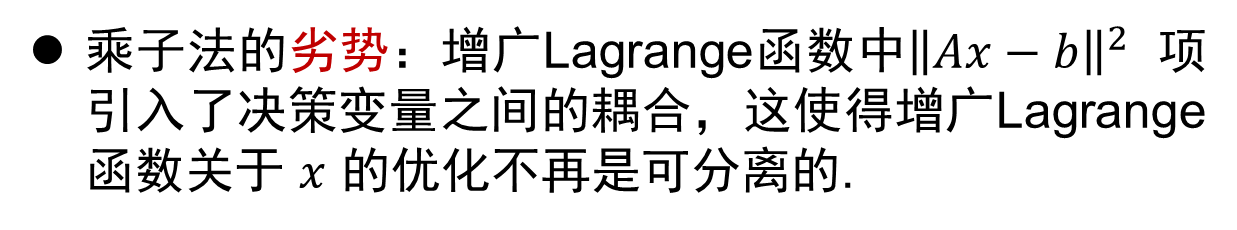 ● 乘子法的劣势：增广Lagrange函数中‖Ax − b‖² 项
引入了决策变量之间的耦合，这使得增广Lagrange
函数关于 x 的优化不再是可分离的.